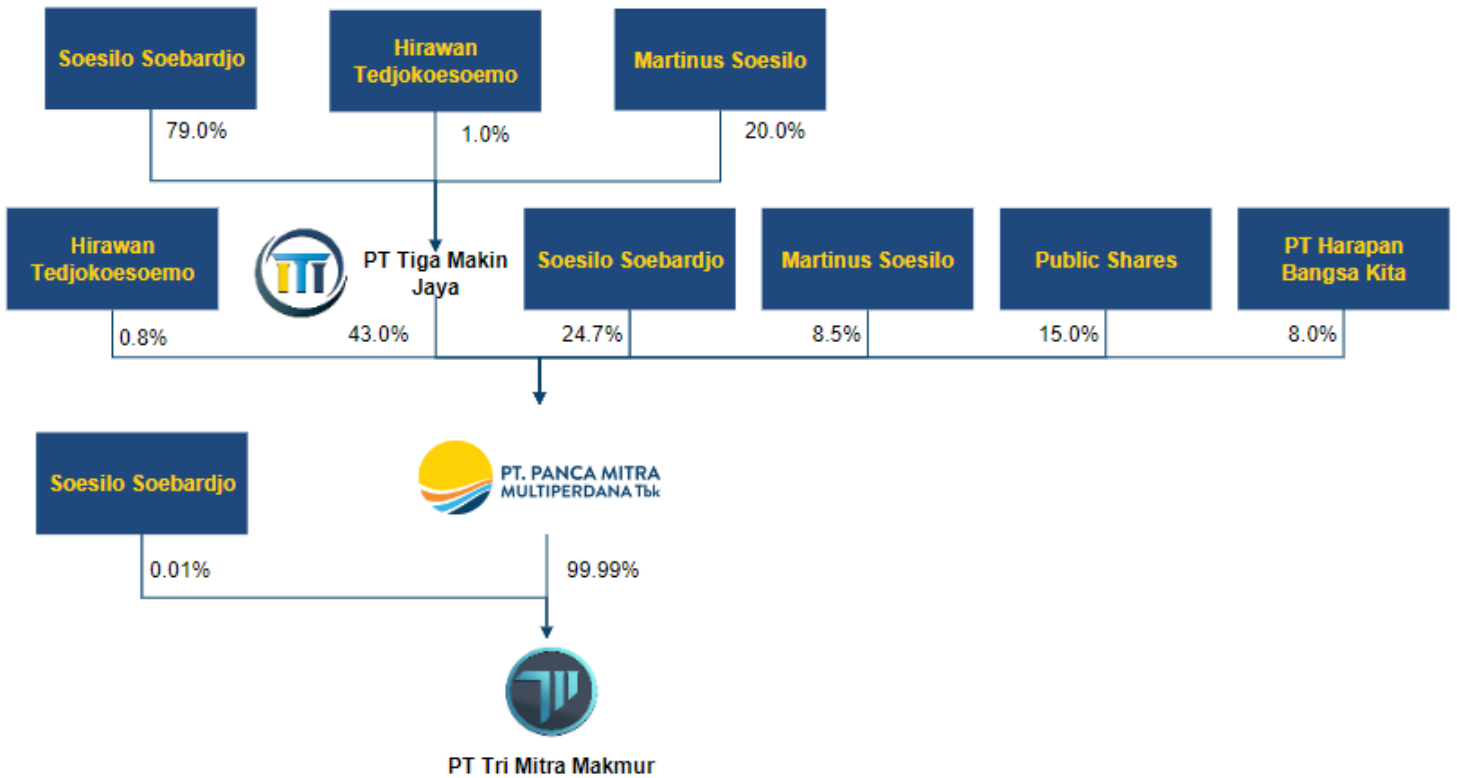 Soesilo Soebardjo
Hirawan
Tedjokoesoemo
Martinus Soesilo
79.0%
1.0%
20.0%
Hirawan
Tedjokoesoemo
PT Tiga Makin
Jaya
Soesilo Soebardjo
Martinus Soesilo
Public Shares
PT Harapan
Bangsa Kita
0.8%
43.0%
24.7%
8.5%
15.0%
8.0%
Soesilo Soebardjo
PT. PANCA MITRA
MULTIPERDANA Tbk
0.01%
99.99%
PT Tri Mitra Makmur